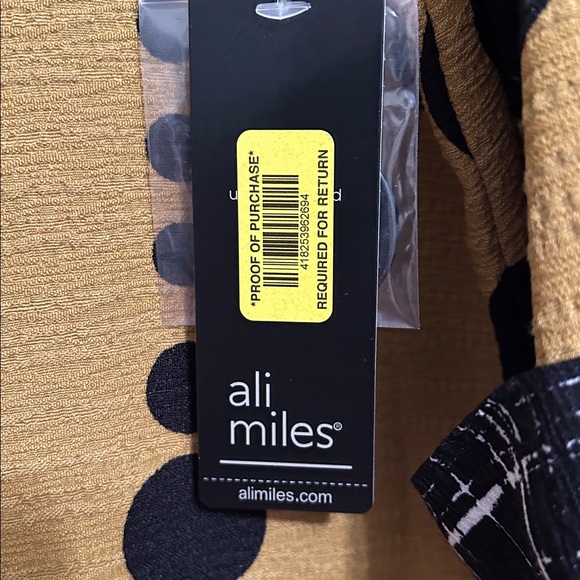 *PROOF OF PURCHASE*
418253962694
REQUIRED FOR RETURN
ali
miles®
alimiles.com